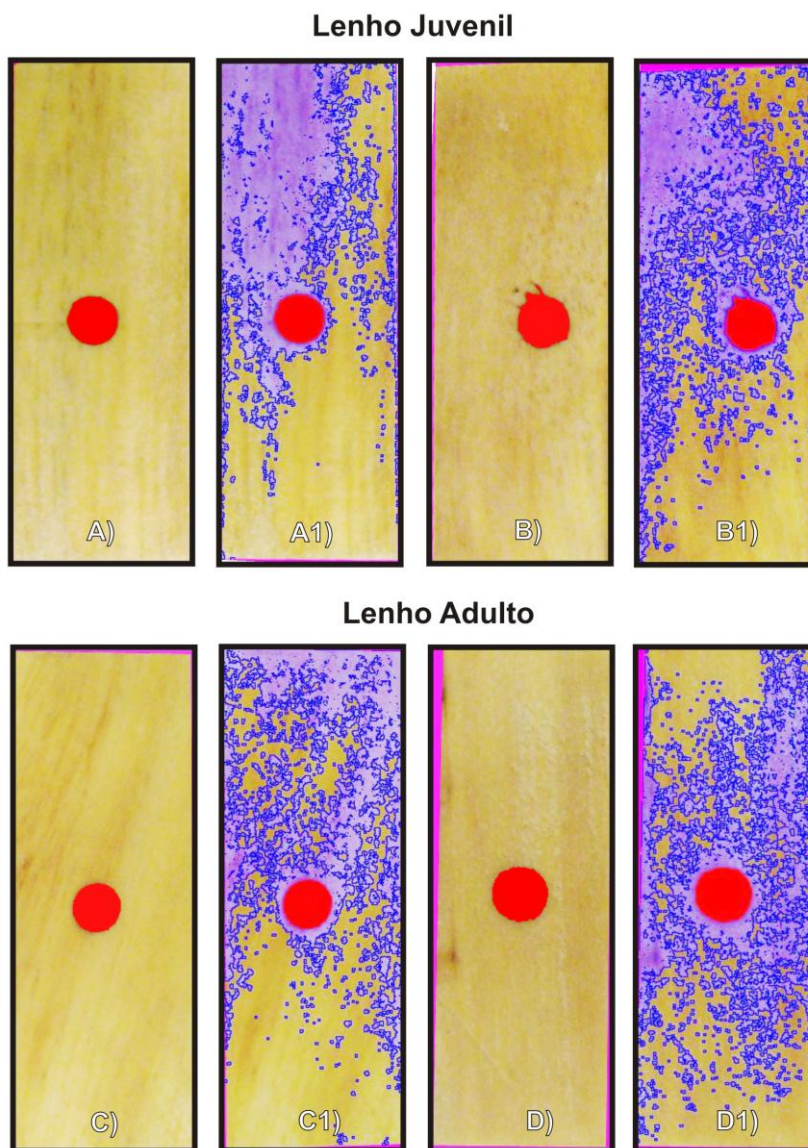 Lenho Juvenil
A) A1) B) B1)
Lenho Adulto
C) C1) D) D1)